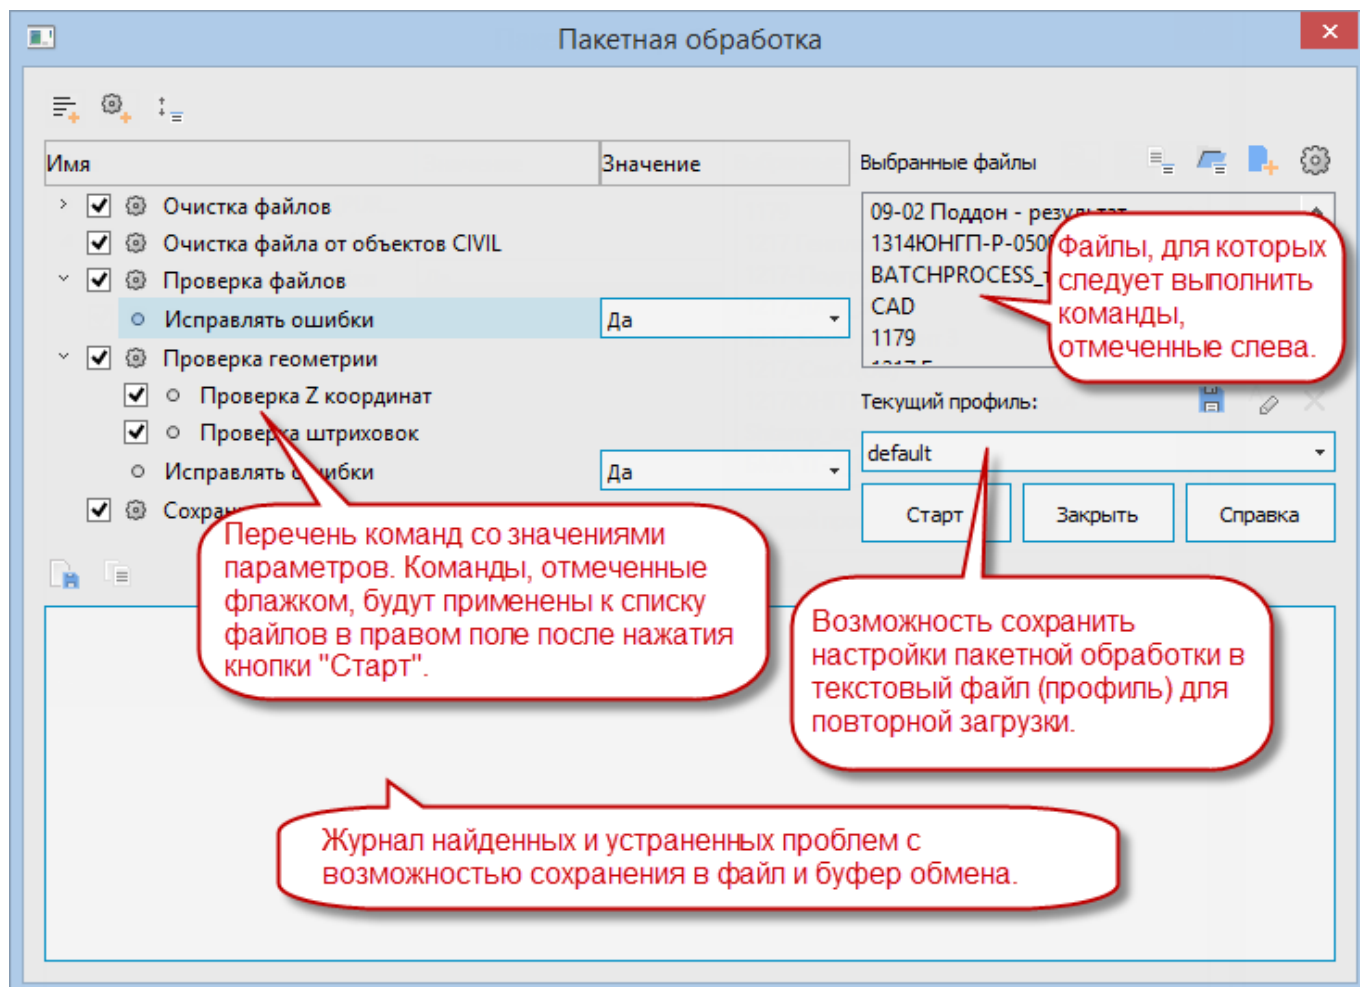 Пакетная обработка
Имя
Значение
Очистка файлов
Очистка файла от объектов CIVIL
Проверка файлов
Исправлять ошибки
Да
Проверка геометрии
Проверка Z координат
Проверка штриховок
Исправлять
Да
Выбранные файлы
09-02 Поддон -
1314ЮНГП-Р-050
BATCHPROCESS_
CAD
1179
Файлы, для которых
следует выполнить
команды,
отмеченные слева.
Текущий профиль:
default
Старт
Закрыть
Справка
Перечень команд со значениями
параметров. Команды, отмеченные
флажком, будут применены к списку
файлов в правом поле после нажатия
кнопки "Старт".
Возможность сохранить
настройки пакетной обработки в
текстовый файл (профиль) для
повторной загрузки.
Журнал найденных и устраненных проблем с
возможностью сохранения в файл и буфер обмена.